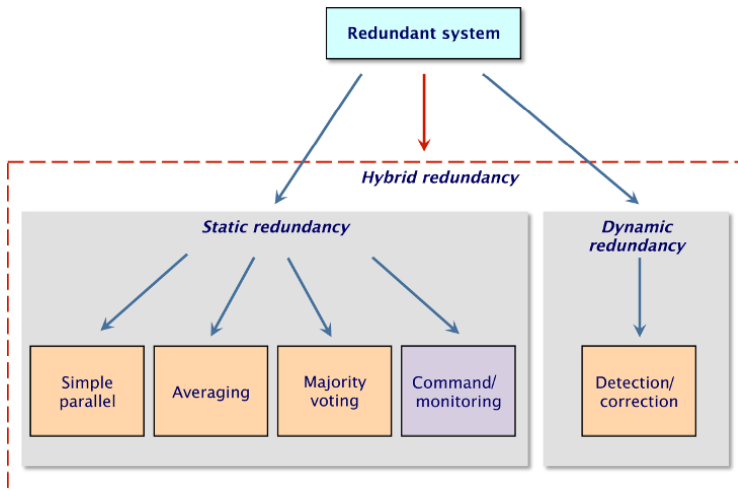 Redundant system
Hybrid redundancy
Static redundancy
Dynamic
redundancy
Simple
parallel
Averaging
Majority
voting
Command/
monitoring
Detection/
correction